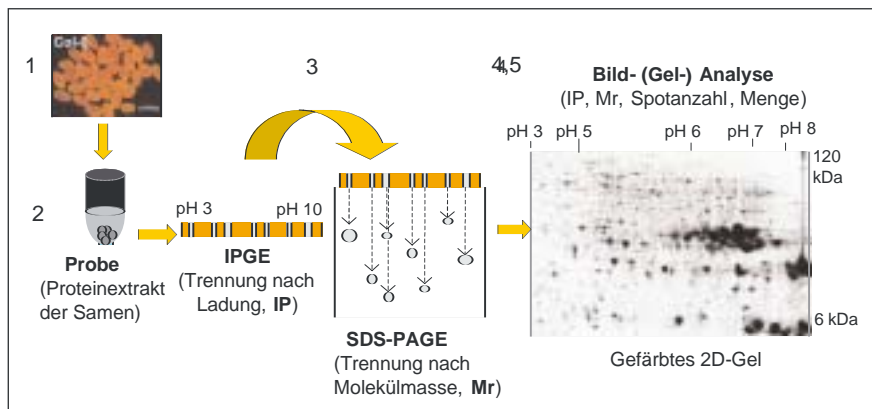 1
Gel-
2
Probe
(Proteinextrakt
der Samen)
pH 3
pH 10
IPGE
(Trennung nach
Ladung, IP)
3
SDS-PAGE
(Trennung nach
Molekülmasse, Mr)
4,5
Bild- (Gel-) Analyse
(IP, Mr, Spotanzahl, Menge)
pH 3
pH 5
pH 6
pH 7
pH 8
120
kDa
6 kDa
Gefärbtes 2D-Gel